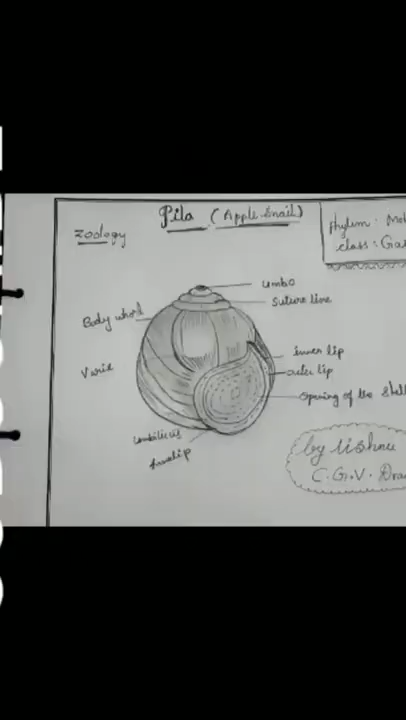 Pila (Apple-Snail)
Zoology
phylum: Mol
class: Gas
umbo
Suture line
Body whorl
inner lip
Varix
outer lip
opening of the shell
umbilicus
by Vishnu
C.G.V. Dra